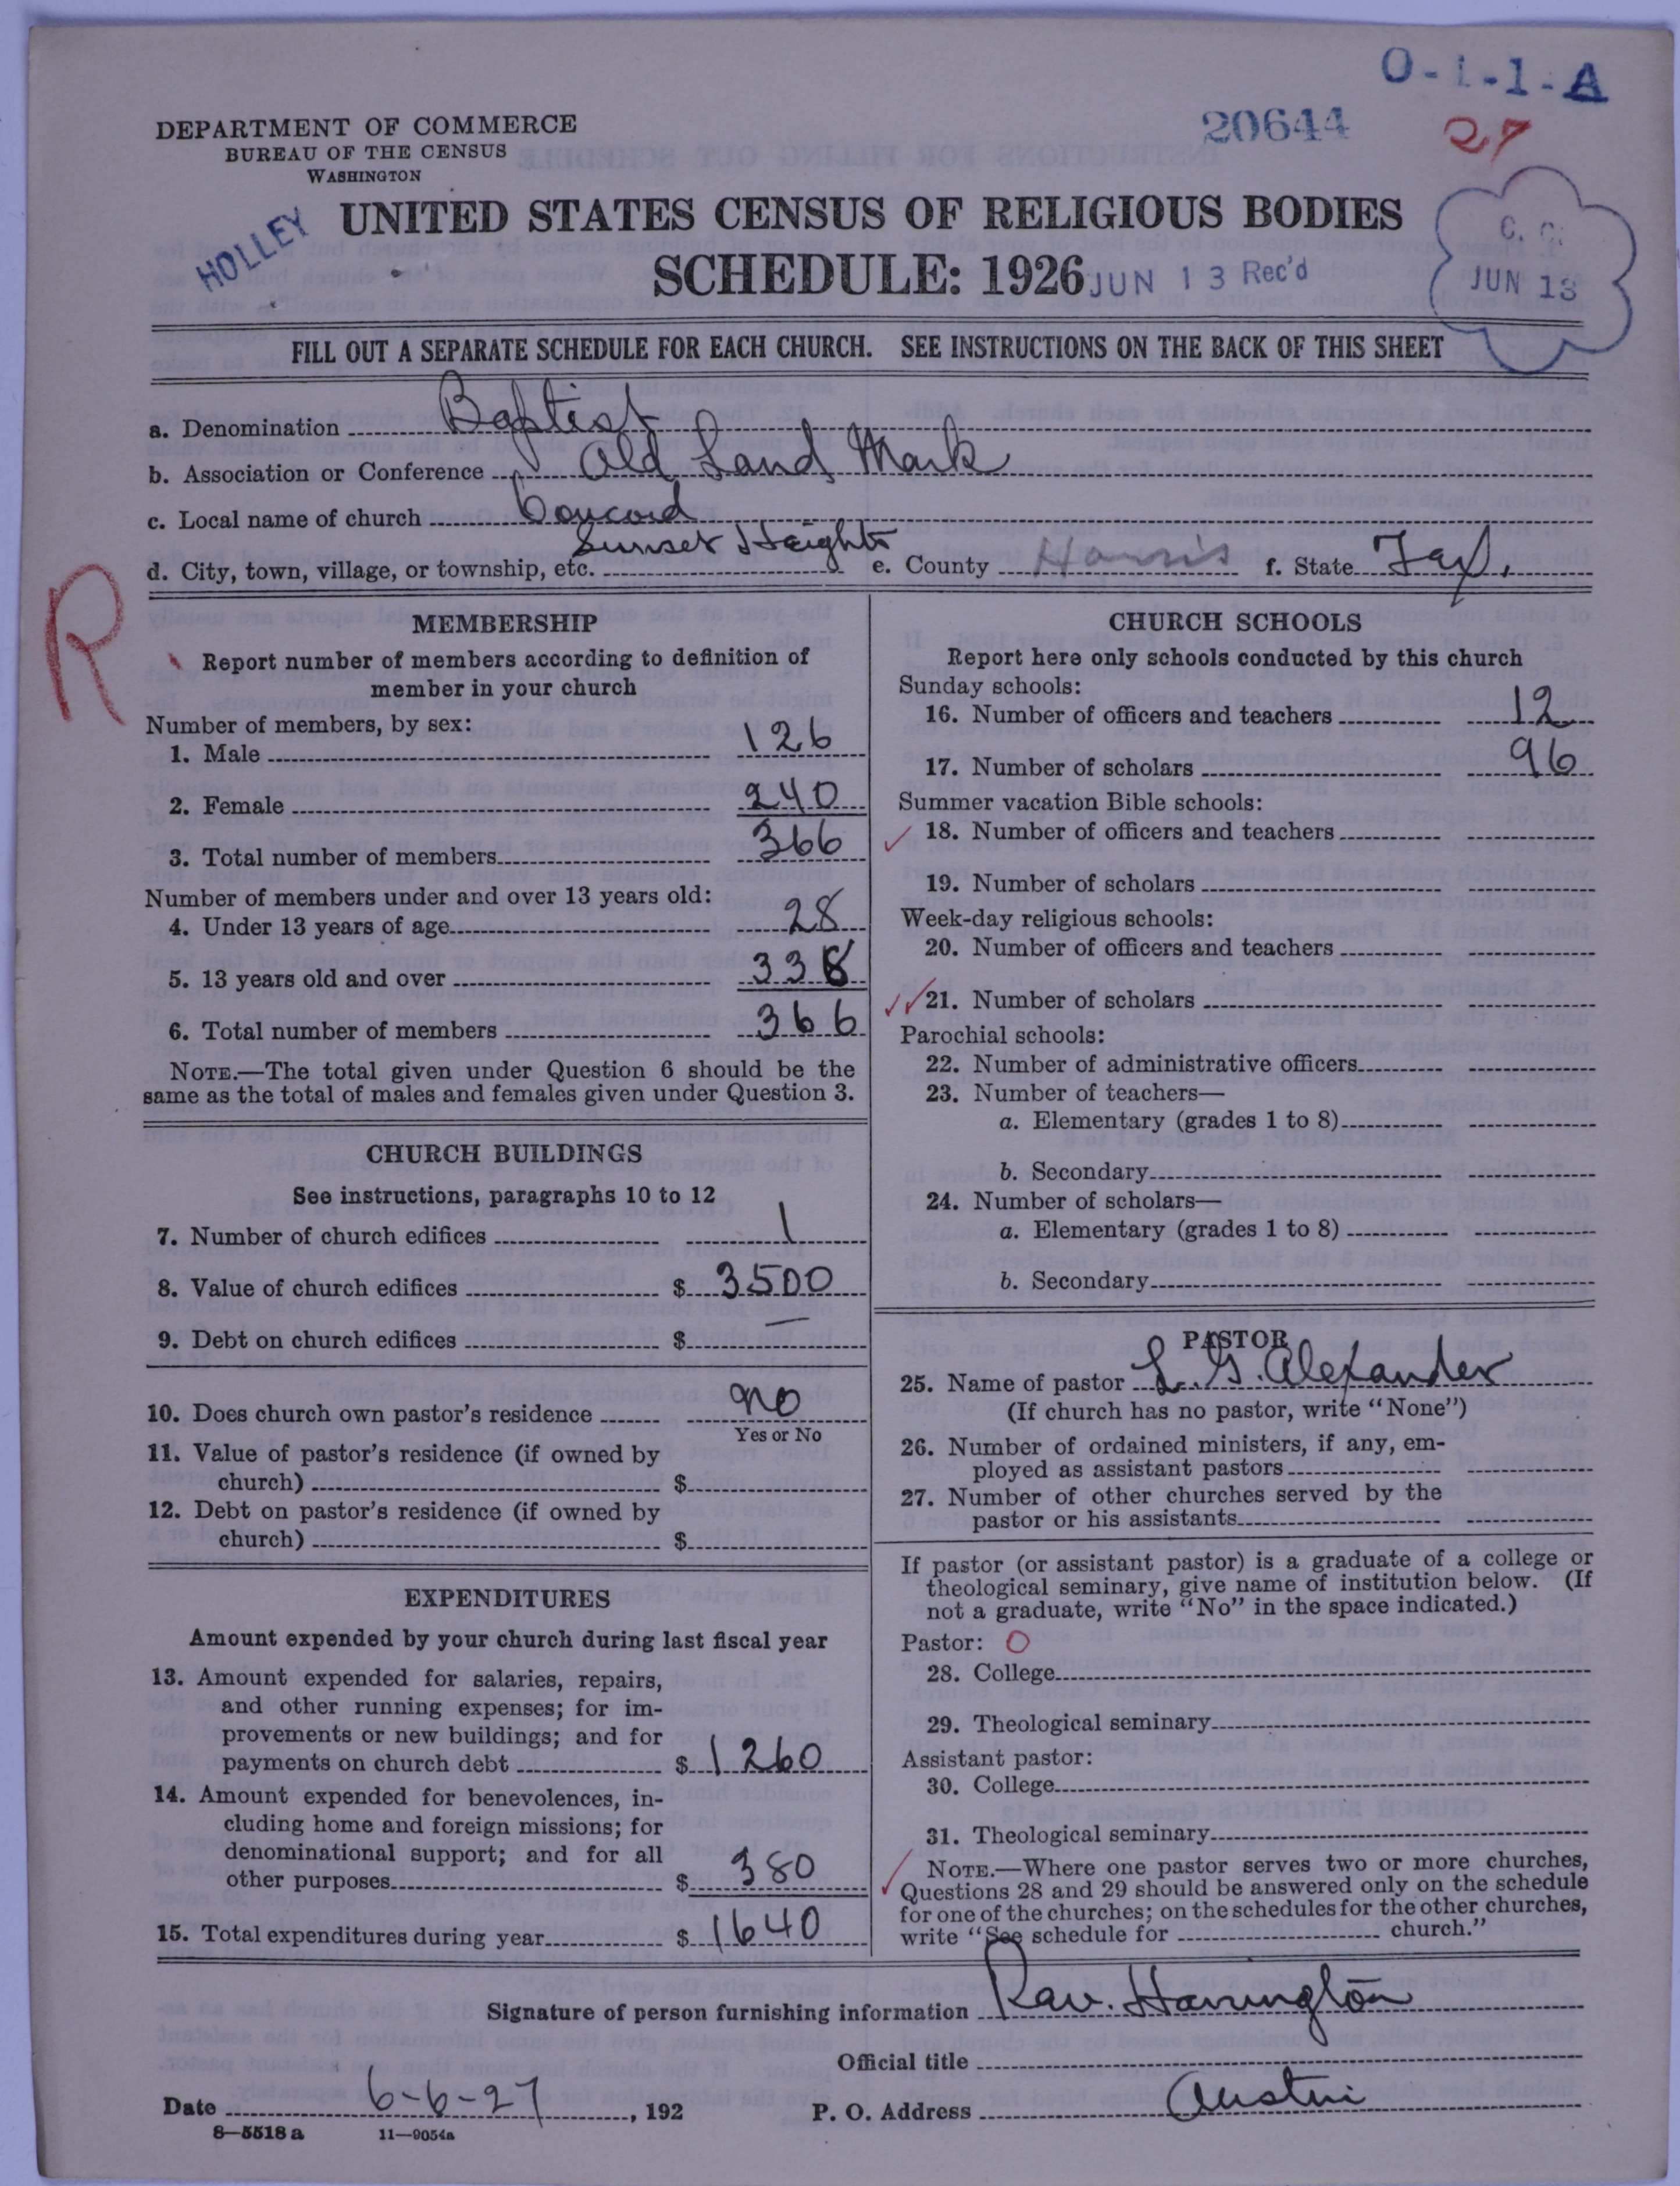 O-1-1-A
20644
27
DEPARTMENT OF COMMERCE
BUREAU OF THE CENSUS
WASHINGTON
HOLLEY
UNITED STATES CENSUS OF RELIGIOUS BODIES
SCHEDULE: 1926
JUN 13 Rec'd
C. C.
JUN 13
FILL OUT A SEPARATE SCHEDULE FOR EACH CHURCH. SEE INSTRUCTIONS ON THE BACK OF THIS SHEET
a. Denomination Baptist
b. Association or Conference Old Land Mark
c. Local name of church Concord
d. City, town, village, or township, etc. Sunset Heights e. County Harris f. State Tex.
R
MEMBERSHIP
Report number of members according to definition of
member in your church
Number of members, by sex:
1. Male 126
2. Female 240
3. Total number of members 366
Number of members under and over 13 years old:
4. Under 13 years of age 28
5. 13 years old and over 338
6. Total number of members 366
NOTE.—The total given under Question 6 should be the
same as the total of males and females given under Question 3.
CHURCH BUILDINGS
See instructions, paragraphs 10 to 12
7. Number of church edifices 1
8. Value of church edifices $ 3500
9. Debt on church edifices $ —
10. Does church own pastor's residence No
Yes or No
11. Value of pastor's residence (if owned by
church) $
12. Debt on pastor's residence (if owned by
church) $
EXPENDITURES
Amount expended by your church during last fiscal year
13. Amount expended for salaries, repairs,
and other running expenses; for im-
provements or new buildings; and for
payments on church debt $ 1260
14. Amount expended for benevolences, in-
cluding home and foreign missions; for
denominational support; and for all
other purposes $ 380
15. Total expenditures during year $ 1640
CHURCH SCHOOLS
Report here only schools conducted by this church
Sunday schools:
16. Number of officers and teachers 12
17. Number of scholars 96
Summer vacation Bible schools:
18. Number of officers and teachers
19. Number of scholars
Week-day religious schools:
20. Number of officers and teachers
21. Number of scholars
Parochial schools:
22. Number of administrative officers
23. Number of teachers—
a. Elementary (grades 1 to 8)
b. Secondary
24. Number of scholars—
a. Elementary (grades 1 to 8)
b. Secondary
PASTOR
25. Name of pastor L. G. Alexander
(If church has no pastor, write "None")
26. Number of ordained ministers, if any, em-
ployed as assistant pastors
27. Number of other churches served by the
pastor or his assistants
If pastor (or assistant pastor) is a graduate of a college or
theological seminary, give name of institution below. (If
not a graduate, write "No" in the space indicated.)
Pastor: O
28. College
29. Theological seminary
Assistant pastor:
30. College
31. Theological seminary
NOTE.—Where one pastor serves two or more churches,
Questions 28 and 29 should be answered only on the schedule
for one of the churches; on the schedules for the other churches,
write "See schedule for church."
Signature of person furnishing information Rav. Harrington
Official title
Date 6-6-27, 192 P. O. Address Austin
8—5518 a 11—9054a